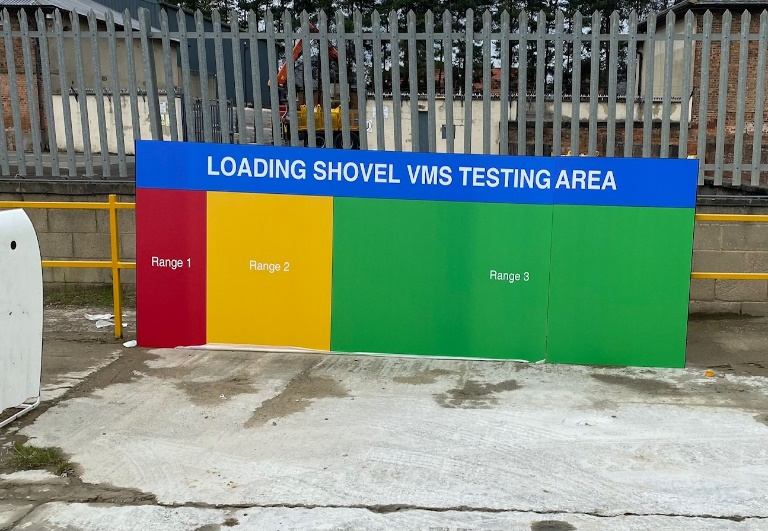 LOADING SHOVEL VMS TESTING AREA
Range 1
Range 2
Range 3